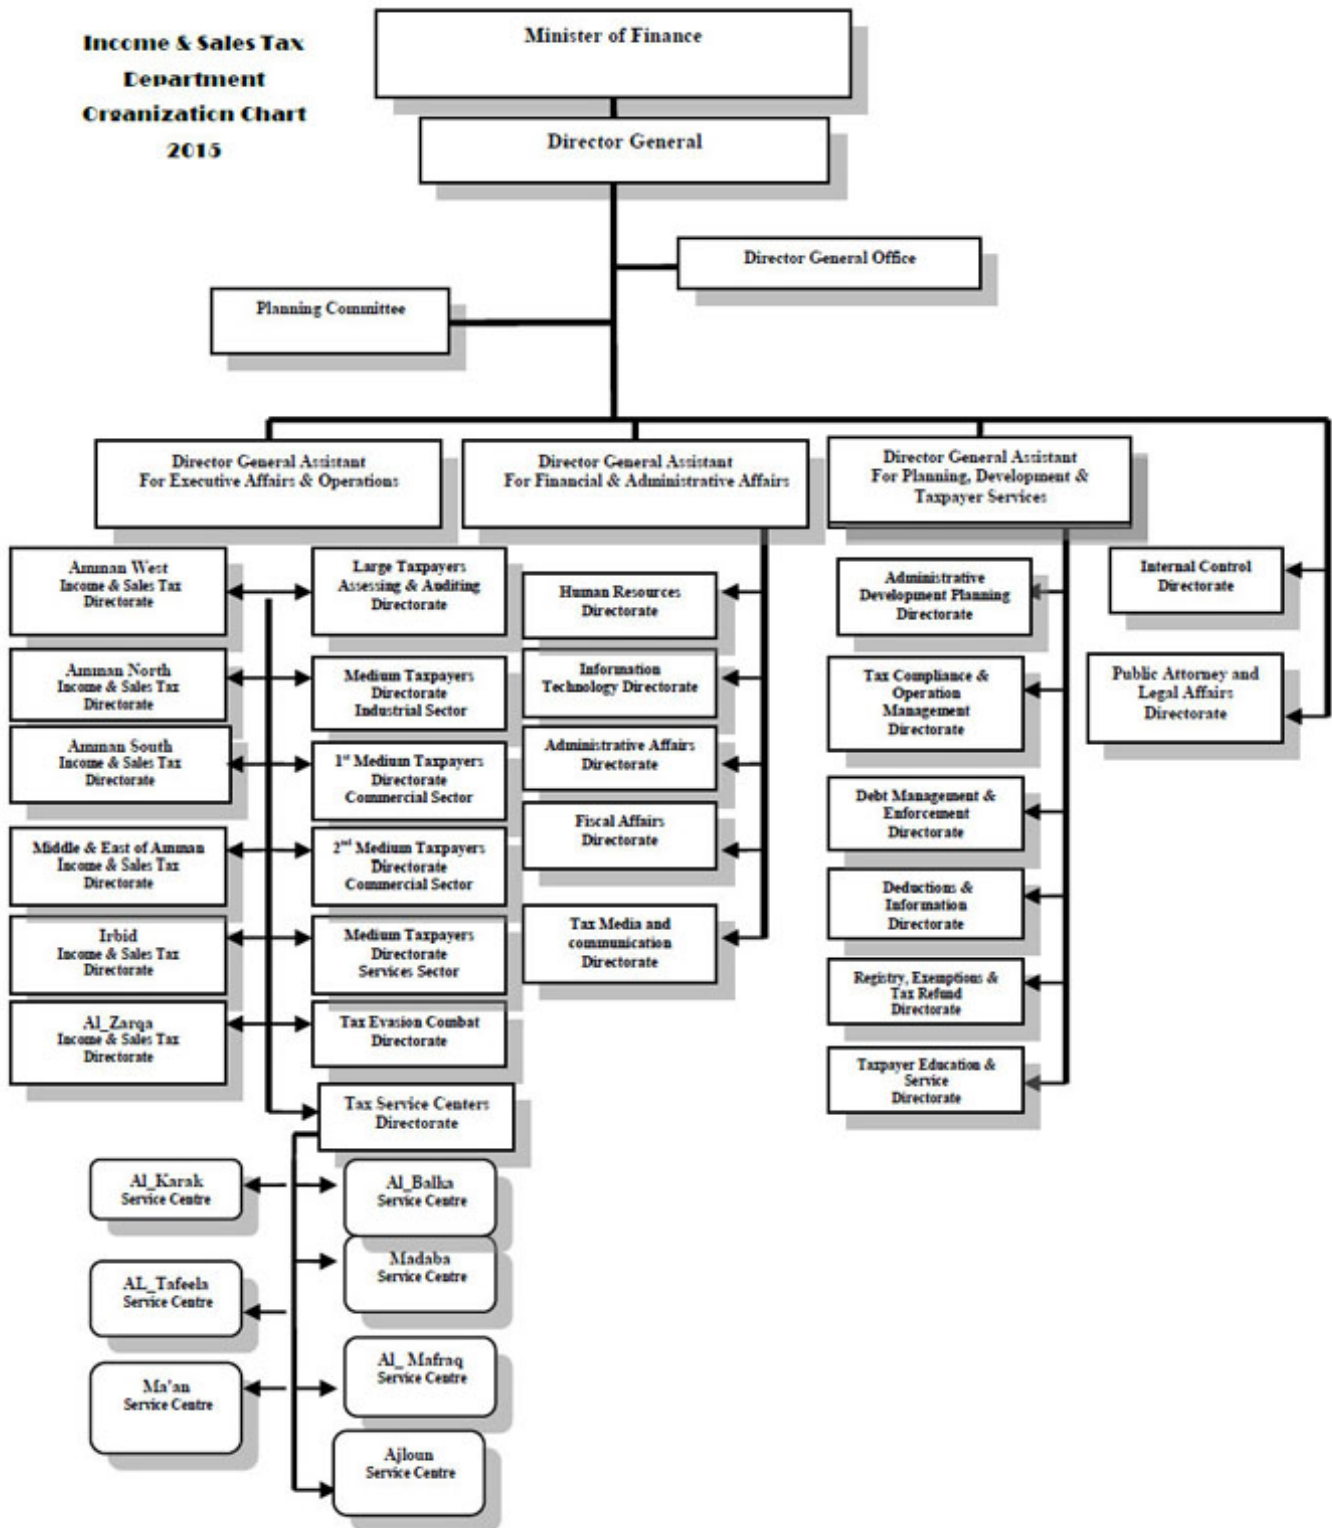 Income & Sales Tax
Department
Organization Chart
2015
Minister of Finance
Director General
Director General Office
Planning Committee
Director General Assistant
For Executive Affairs & Operations
Director General Assistant
For Financial & Administrative Affairs
Director General Assistant
For Planning, Development &
Taxpayer Services
Amman West
Income & Sales Tax
Directorate
Amman North
Income & Sales Tax
Directorate
Amman South
Income & Sales Tax
Directorate
Middle & East of Amman
Income & Sales Tax
Directorate
Irbid
Income & Sales Tax
Directorate
Al_Zarqa
Income & Sales Tax
Directorate
Large Taxpayers
Assessing & Auditing
Directorate
Medium Taxpayers
Directorate
Industrial Sector
1st Medium Taxpayers
Directorate
Commercial Sector
2nd Medium Taxpayers
Directorate
Commercial Sector
Medium Taxpayers
Directorate
Services Sector
Tax Evasion Combat
Directorate
Tax Service Centers
Directorate
Al_Karak
Service Centre
AL_Tafeela
Service Centre
Ma'an
Service Centre
Al_Balka
Service Centre
Madaba
Service Centre
Al_ Mafraq
Service Centre
Ajloun
Service Centre
Human Resources
Directorate
Information
Technology Directorate
Administrative Affairs
Directorate
Fiscal Affairs
Directorate
Tax Media and
communication
Directorate
Administrative
Development Planning
Directorate
Tax Compliance &
Operation
Management
Directorate
Debt Management &
Enforcement
Directorate
Deductions &
Information
Directorate
Registry, Exemptions &
Tax Refund
Directorate
Taxpayer Education &
Service
Directorate
Internal Control
Directorate
Public Attorney and
Legal Affairs
Directorate